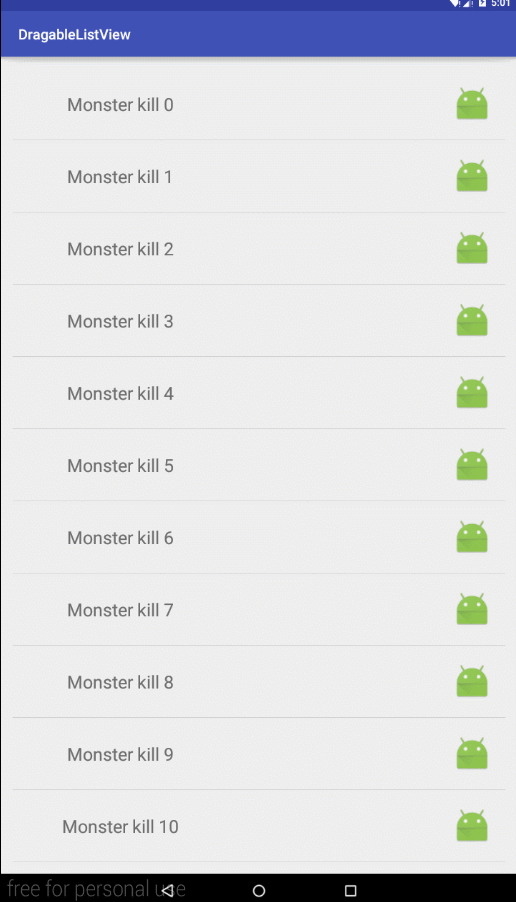 5:01
DragableListView
Monster kill 0
Monster kill 1
Monster kill 2
Monster kill 3
Monster kill 4
Monster kill 5
Monster kill 6
Monster kill 7
Monster kill 8
Monster kill 9
Monster kill 10
free for personal use